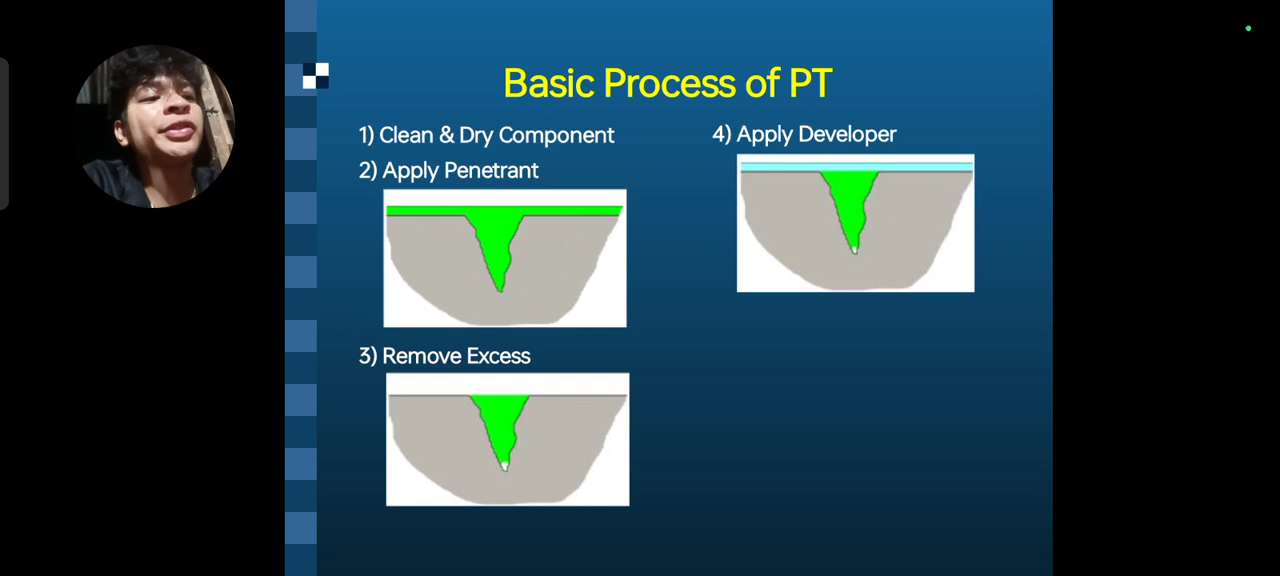 Basic Process of PT
1) Clean & Dry Component
2) Apply Penetrant
3) Remove Excess
4) Apply Developer